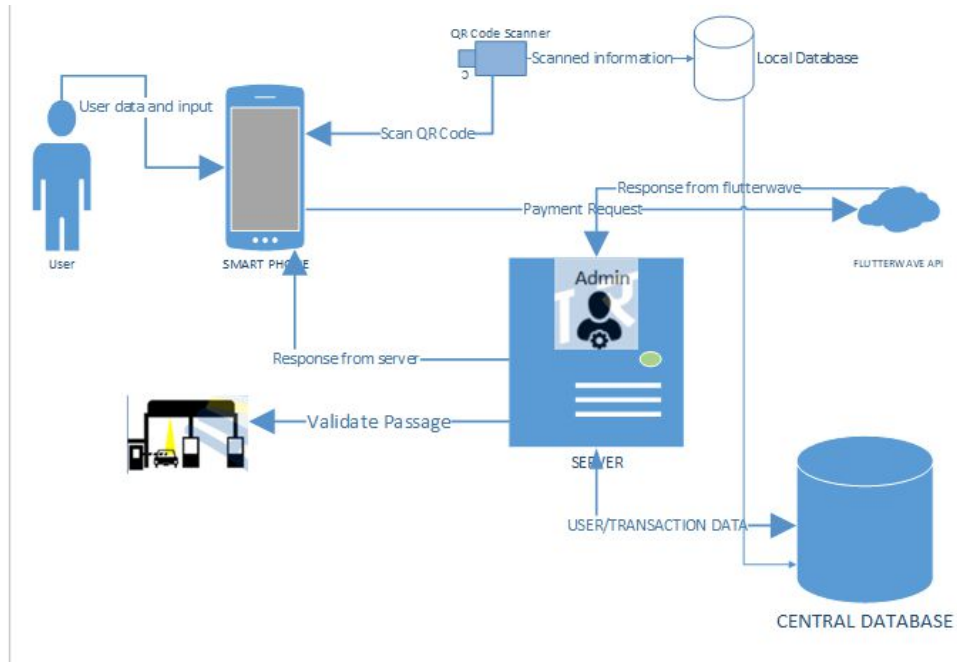 QR Code Scanner
Scanned information
Local Database
User data and input
Scan QR Code
Response from flutterwave
Payment Request
User
SMART PHONE
FLUTTERWAVE API
Admin
Response from server
Validate Passage
SERVER
USER/TRANSACTION DATA
CENTRAL DATABASE